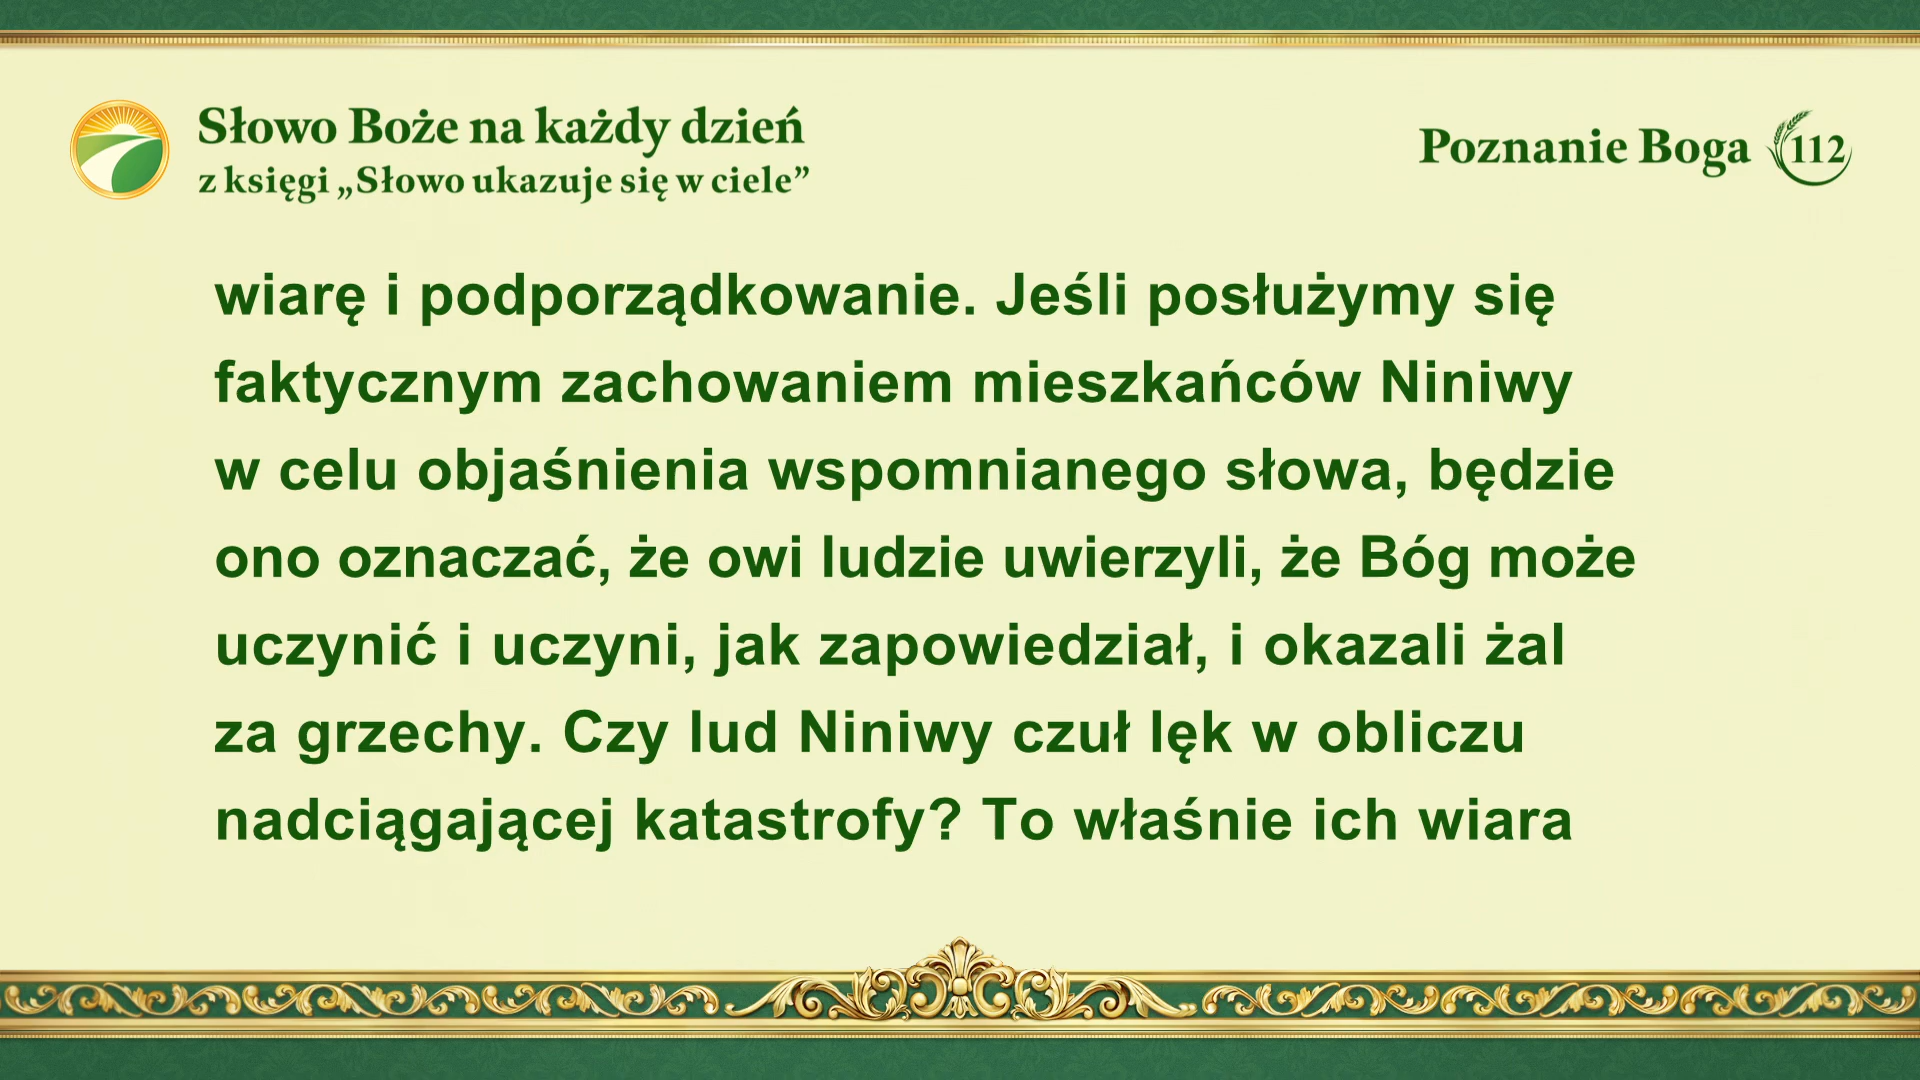 Słowo Boże na każdy dzień
z księgi „Słowo ukazuje się w ciele”
Poznanie Boga 112
wiarę i podporządkowanie. Jeśli posłużymy się
faktycznym zachowaniem mieszkańców Niniwy
w celu objaśnienia wspomnianego słowa, będzie
ono oznaczać, że owi ludzie uwierzyli, że Bóg może
uczynić i uczyni, jak zapowiedział, i okazali żal
za grzechy. Czy lud Niniwy czuł lęk w obliczu
nadciągającej katastrofy? To właśnie ich wiara